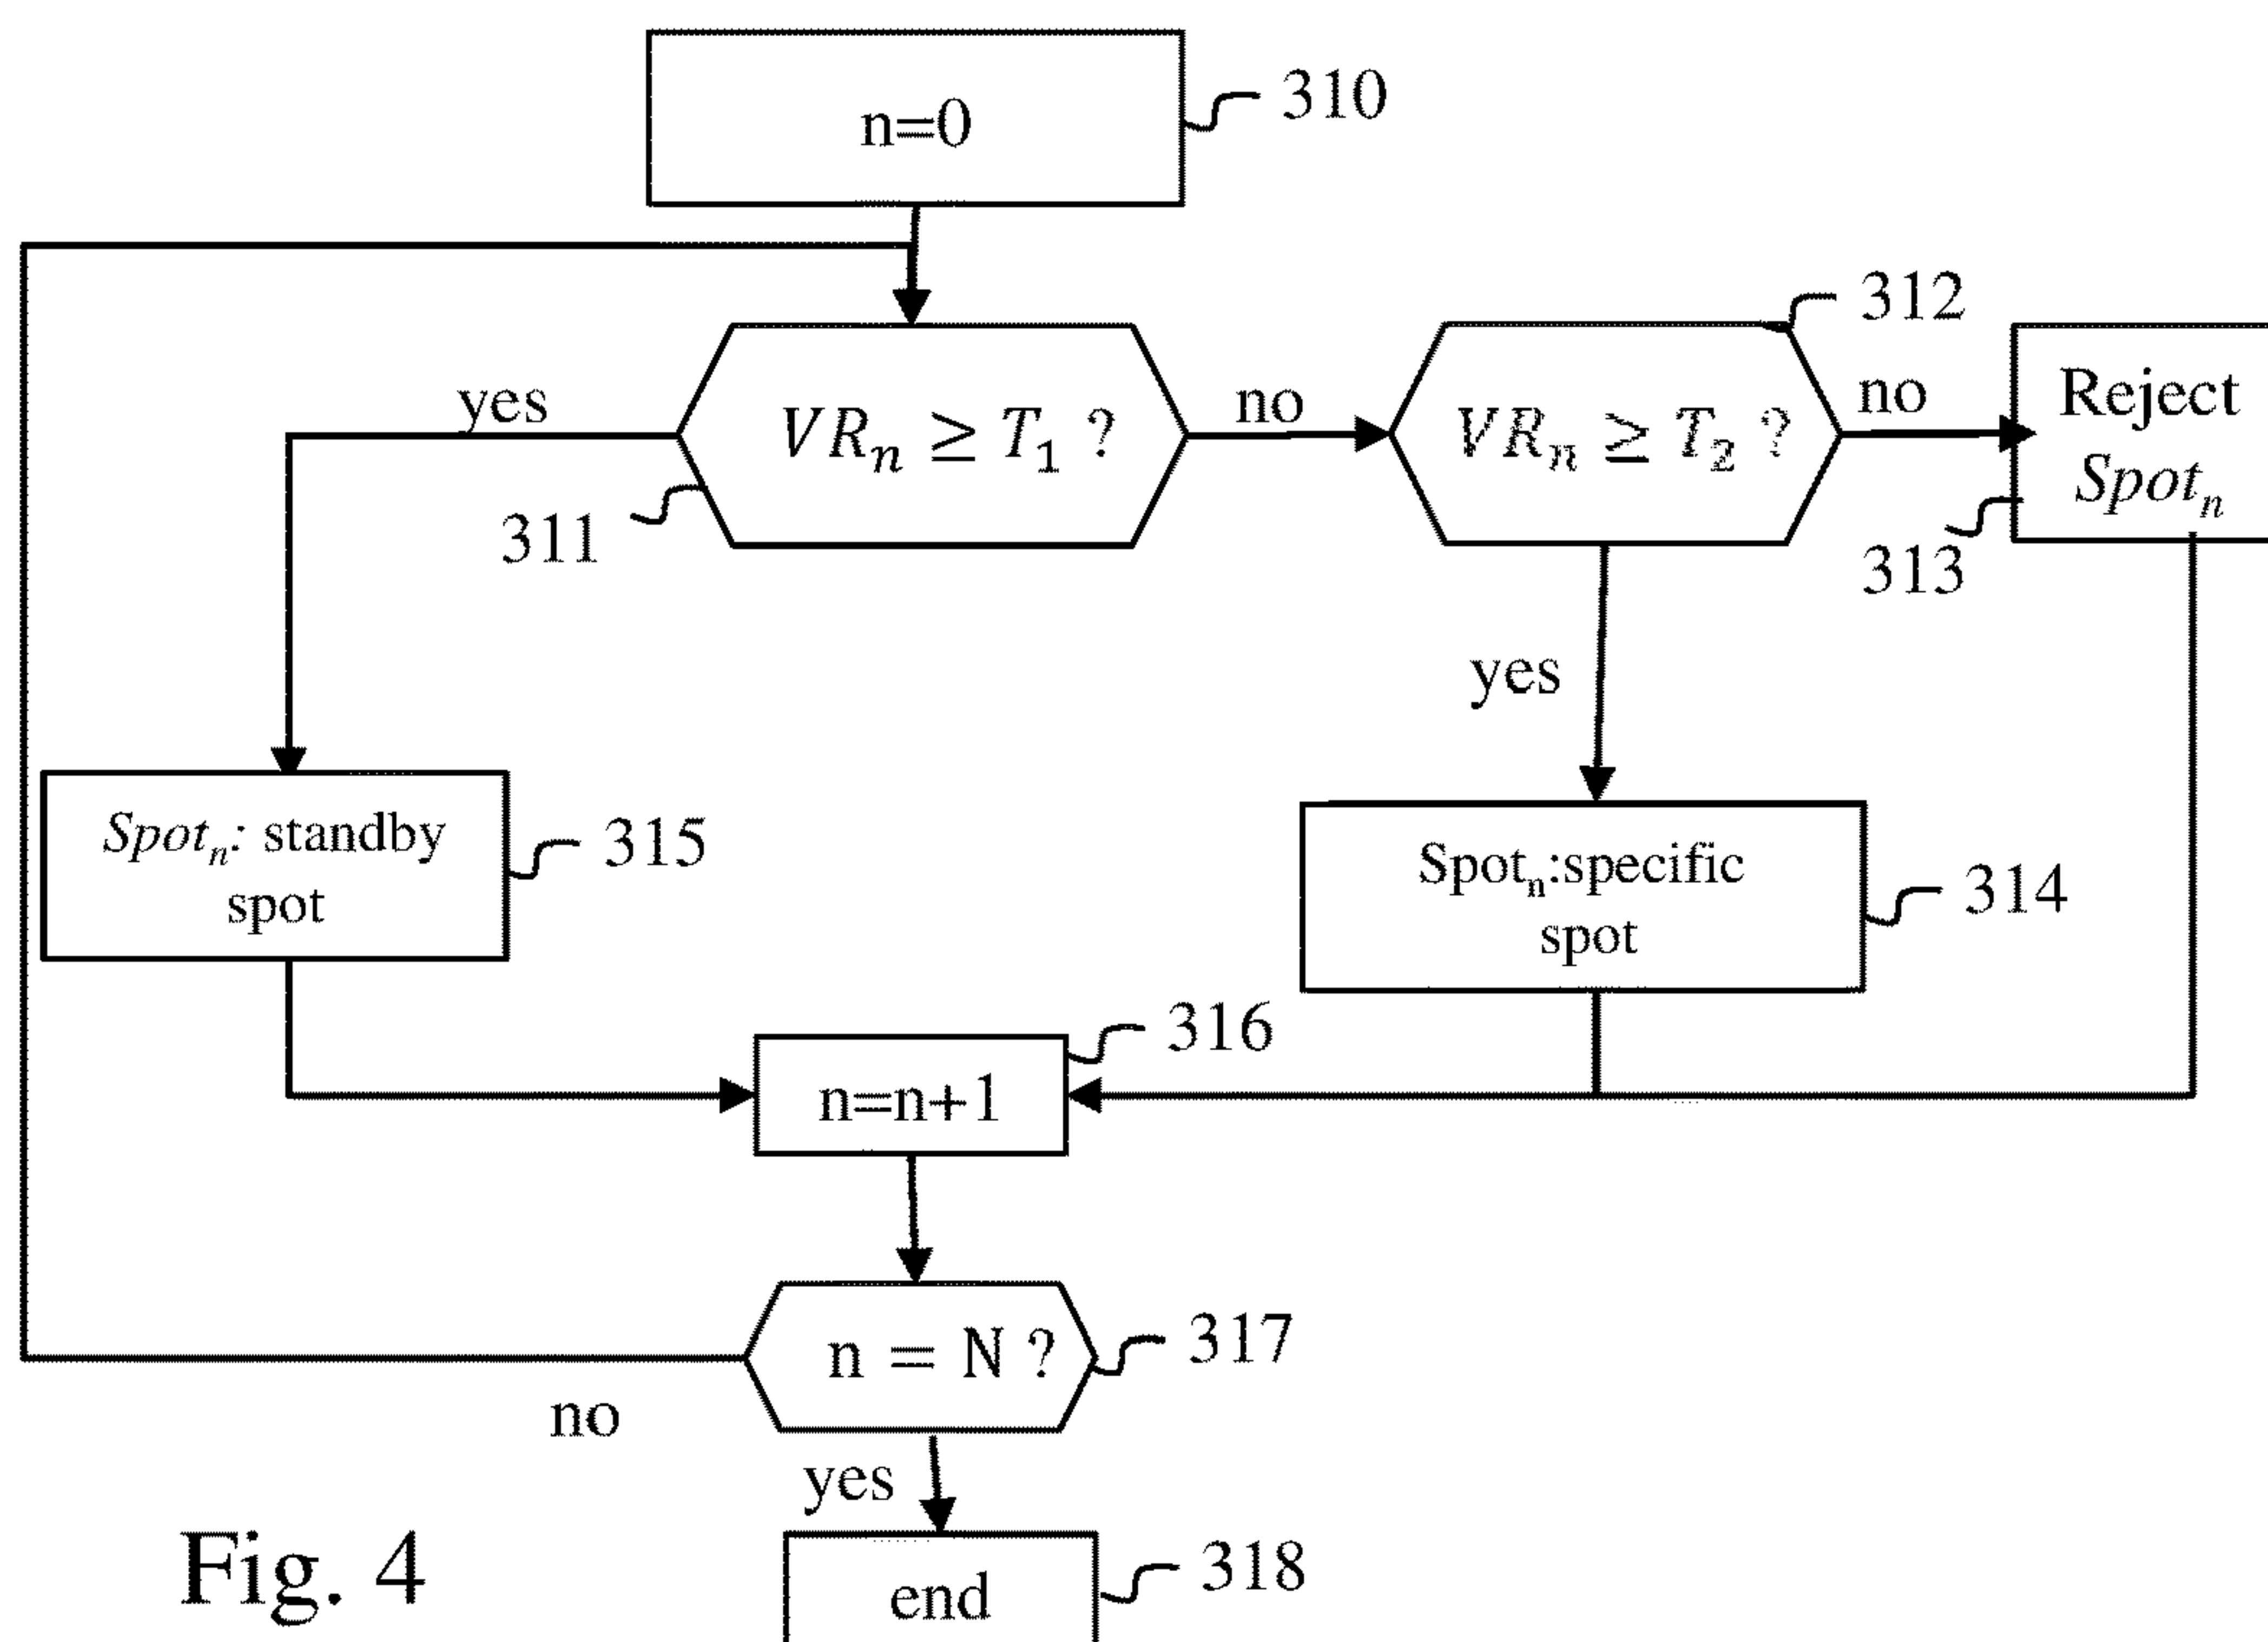 n=0
310
312
yes
VRₙ ≥ T₁ ?
no
VRₙ ≥ T₂ ?
no
Reject
Spotₙ
311
313
yes
Spotₙ: standby
spot
315
Spotₙ:specific
spot
314
316
n=n+1
n = N ?
317
no
yes
Fig. 4
end
318